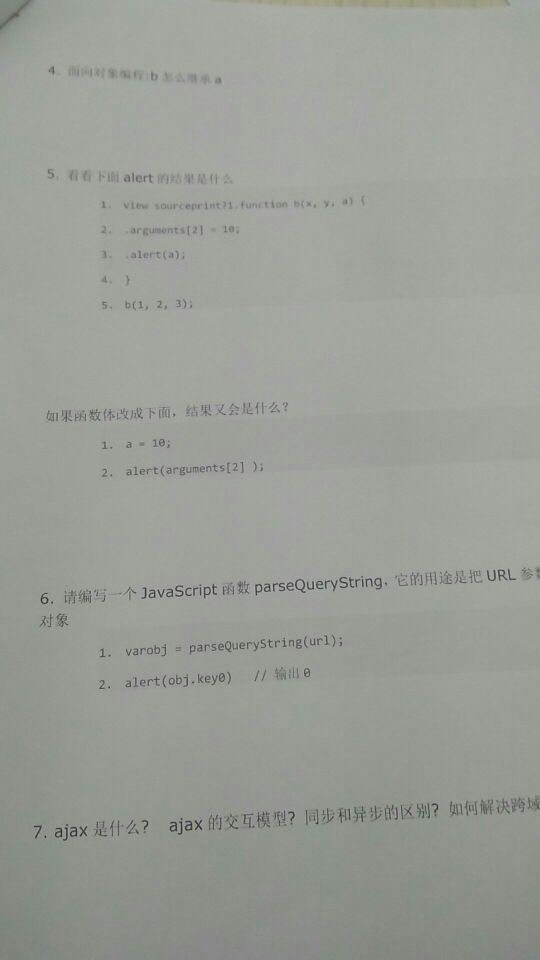 4. 面向对象编程:b 怎么继承 a
5. 看看下面 alert 的结果是什么
1. view sourceprint?1.function b(x, y, a) {
2. .arguments[2] = 10;
3. .alert(a);
4. }
5. b(1, 2, 3);
如果函数体改成下面，结果又会是什么?
1. a = 10;
2. alert(arguments[2] );
6. 请编写一个 JavaScript 函数 parseQueryString，它的用途是把 URL 参数
对象
1. varobj = parseQueryString(url);
2. alert(obj.key0) // 输出 0
7. ajax 是什么? ajax 的交互模型? 同步和异步的区别? 如何解决跨域